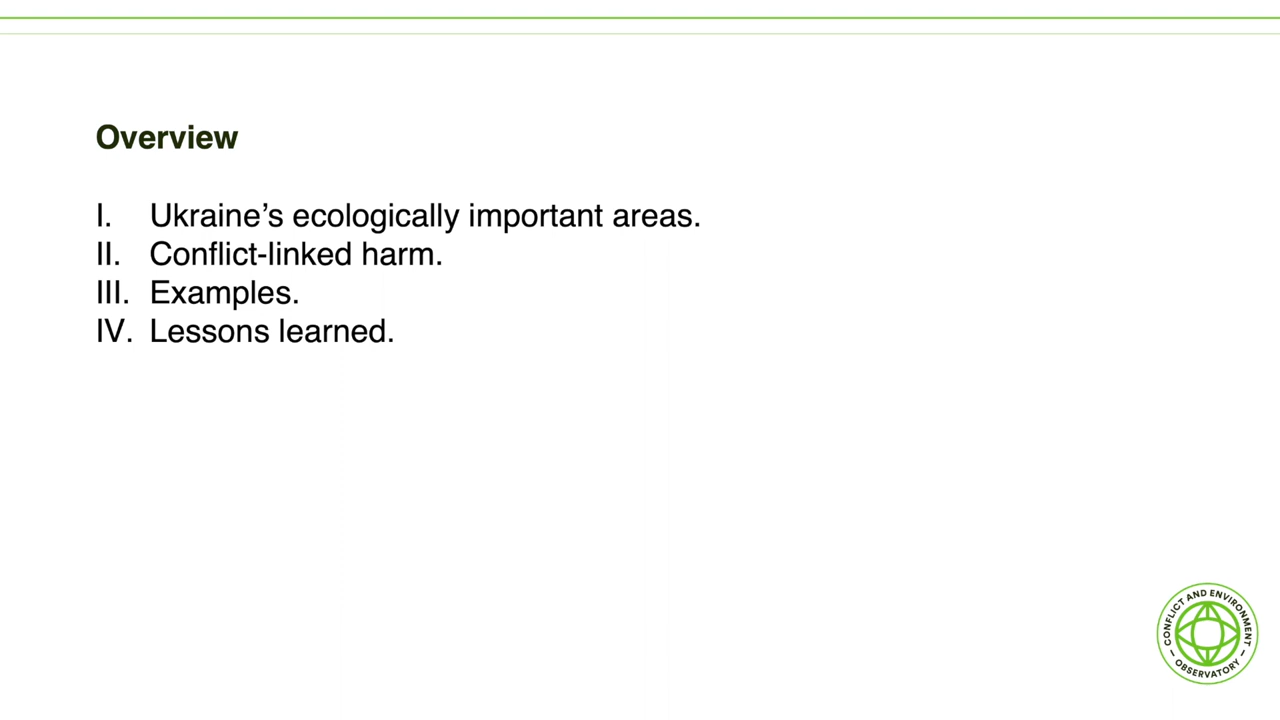 Overview
I. Ukraine’s ecologically important areas.
II. Conflict-linked harm.
III. Examples.
IV. Lessons learned.
CONFLICT AND ENVIRONMENT
– OBSERVATORY –